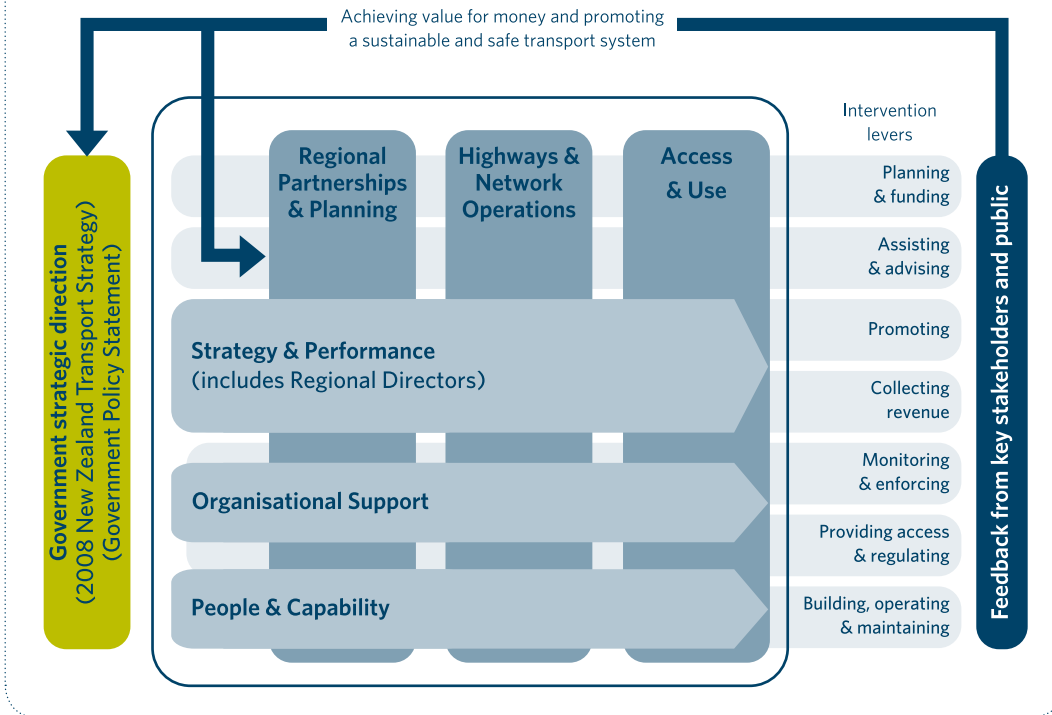 Achieving value for money and promoting
a sustainable and safe transport system
Government strategic direction
(2008 New Zealand Transport Strategy)
(Government Policy Statement)
Regional
Partnerships
& Planning
Highways &
Network
Operations
Access
& Use
Strategy & Performance
(includes Regional Directors)
Organisational Support
People & Capability
Intervention
levers
Planning
& funding
Assisting
& advising
Promoting
Collecting
revenue
Monitoring
& enforcing
Providing access
& regulating
Building, operating
& maintaining
Feedback from key stakeholders and public